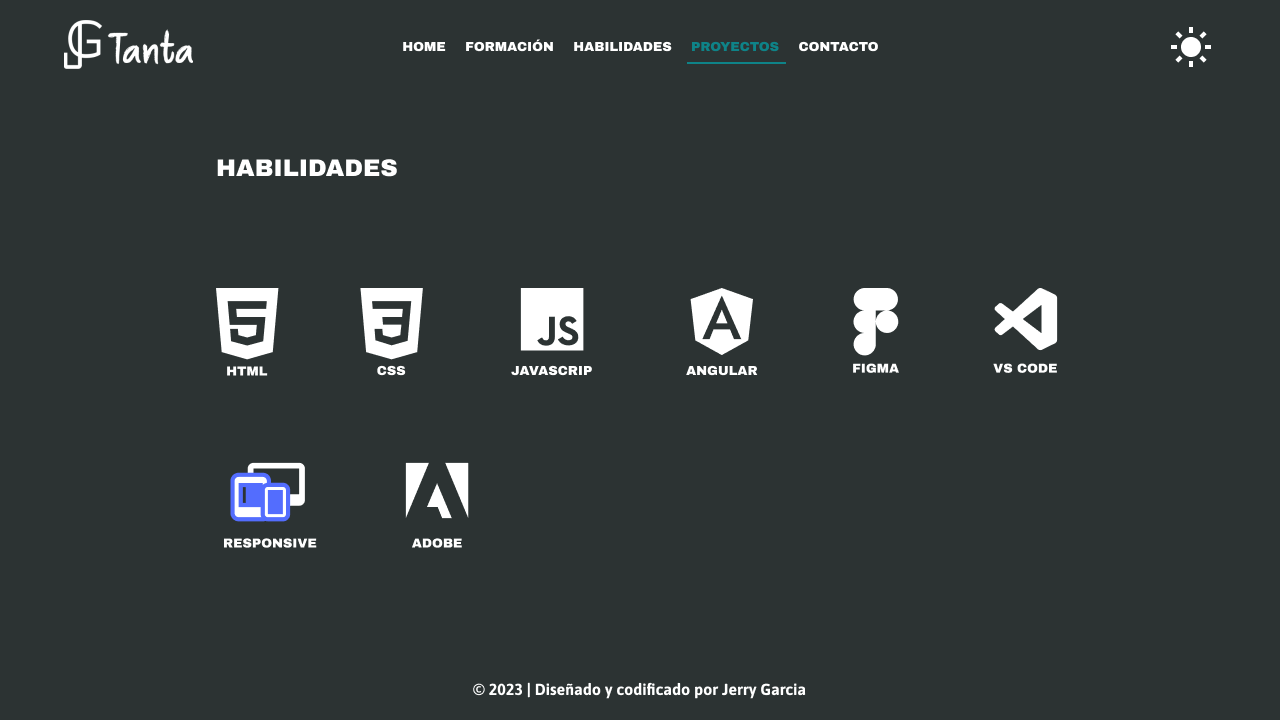 JG Tanta
HOME FORMACIÓN HABILIDADES PROYECTOS CONTACTO
HABILIDADES
5 3 JS A
HTML CSS JAVASCRIP ANGULAR FIGMA VS CODE
RESPONSIVE ADOBE
© 2023 | Diseñado y codificado por Jerry Garcia